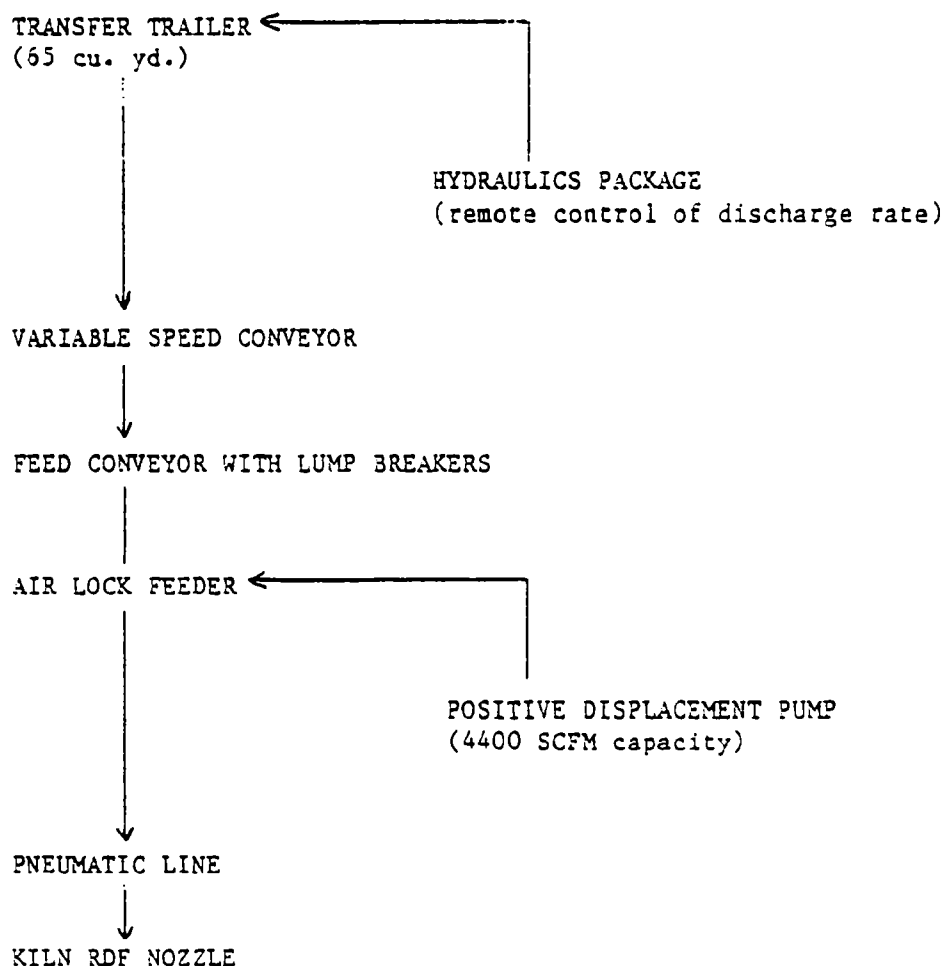 TRANSFER TRAILER
(65 cu. yd.)
HYDRAULICS PACKAGE
(remote control of discharge rate)
VARIABLE SPEED CONVEYOR
FEED CONVEYOR WITH LUMP BREAKERS
AIR LOCK FEEDER
POSITIVE DISPLACEMENT PUMP
(4400 SCFM capacity)
PNEUMATIC LINE
KILN RDF NOZZLE